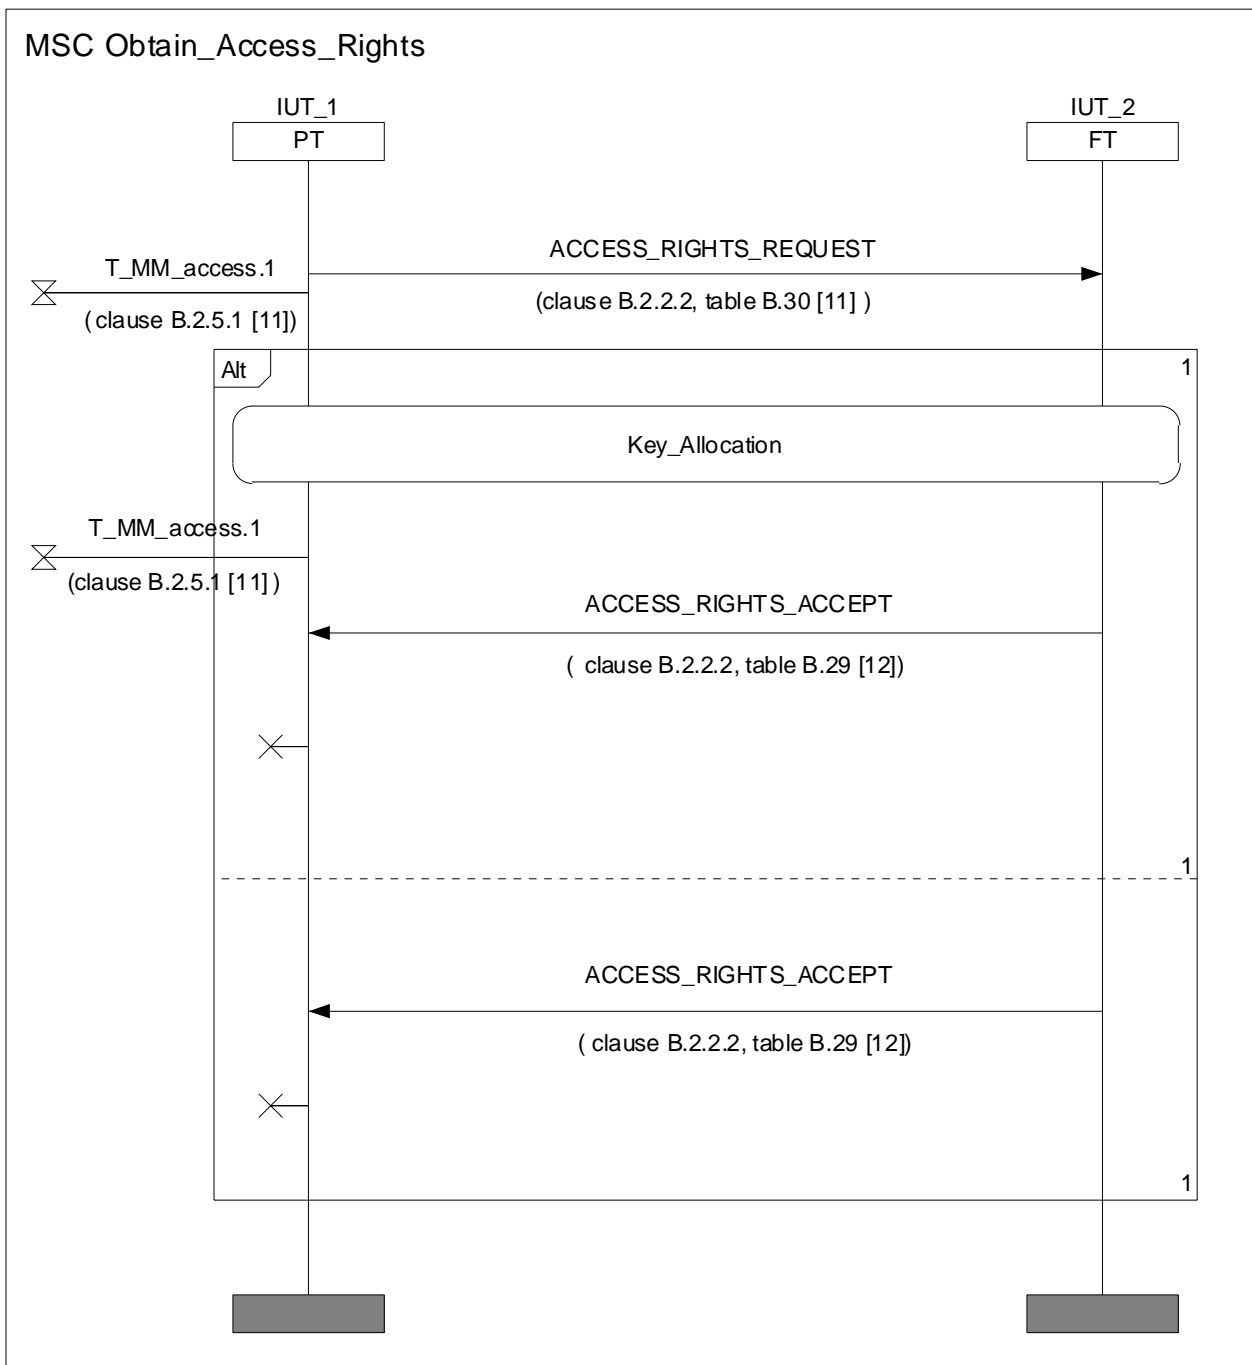 MSC Obtain_Access_Rights
IUT_1
IUT_2
PT
FT
ACCESS_RIGHTS_REQUEST
T_MM_access.1
(clause B.2.2.2, table B.30 [11] )
( clause B.2.5.1 [11])
Alt
1
Key_Allocation
T_MM_access.1
(clause B.2.5.1 [11] )
ACCESS_RIGHTS_ACCEPT
( clause B.2.2.2, table B.29 [12])
1
ACCESS_RIGHTS_ACCEPT
( clause B.2.2.2, table B.29 [12])
1